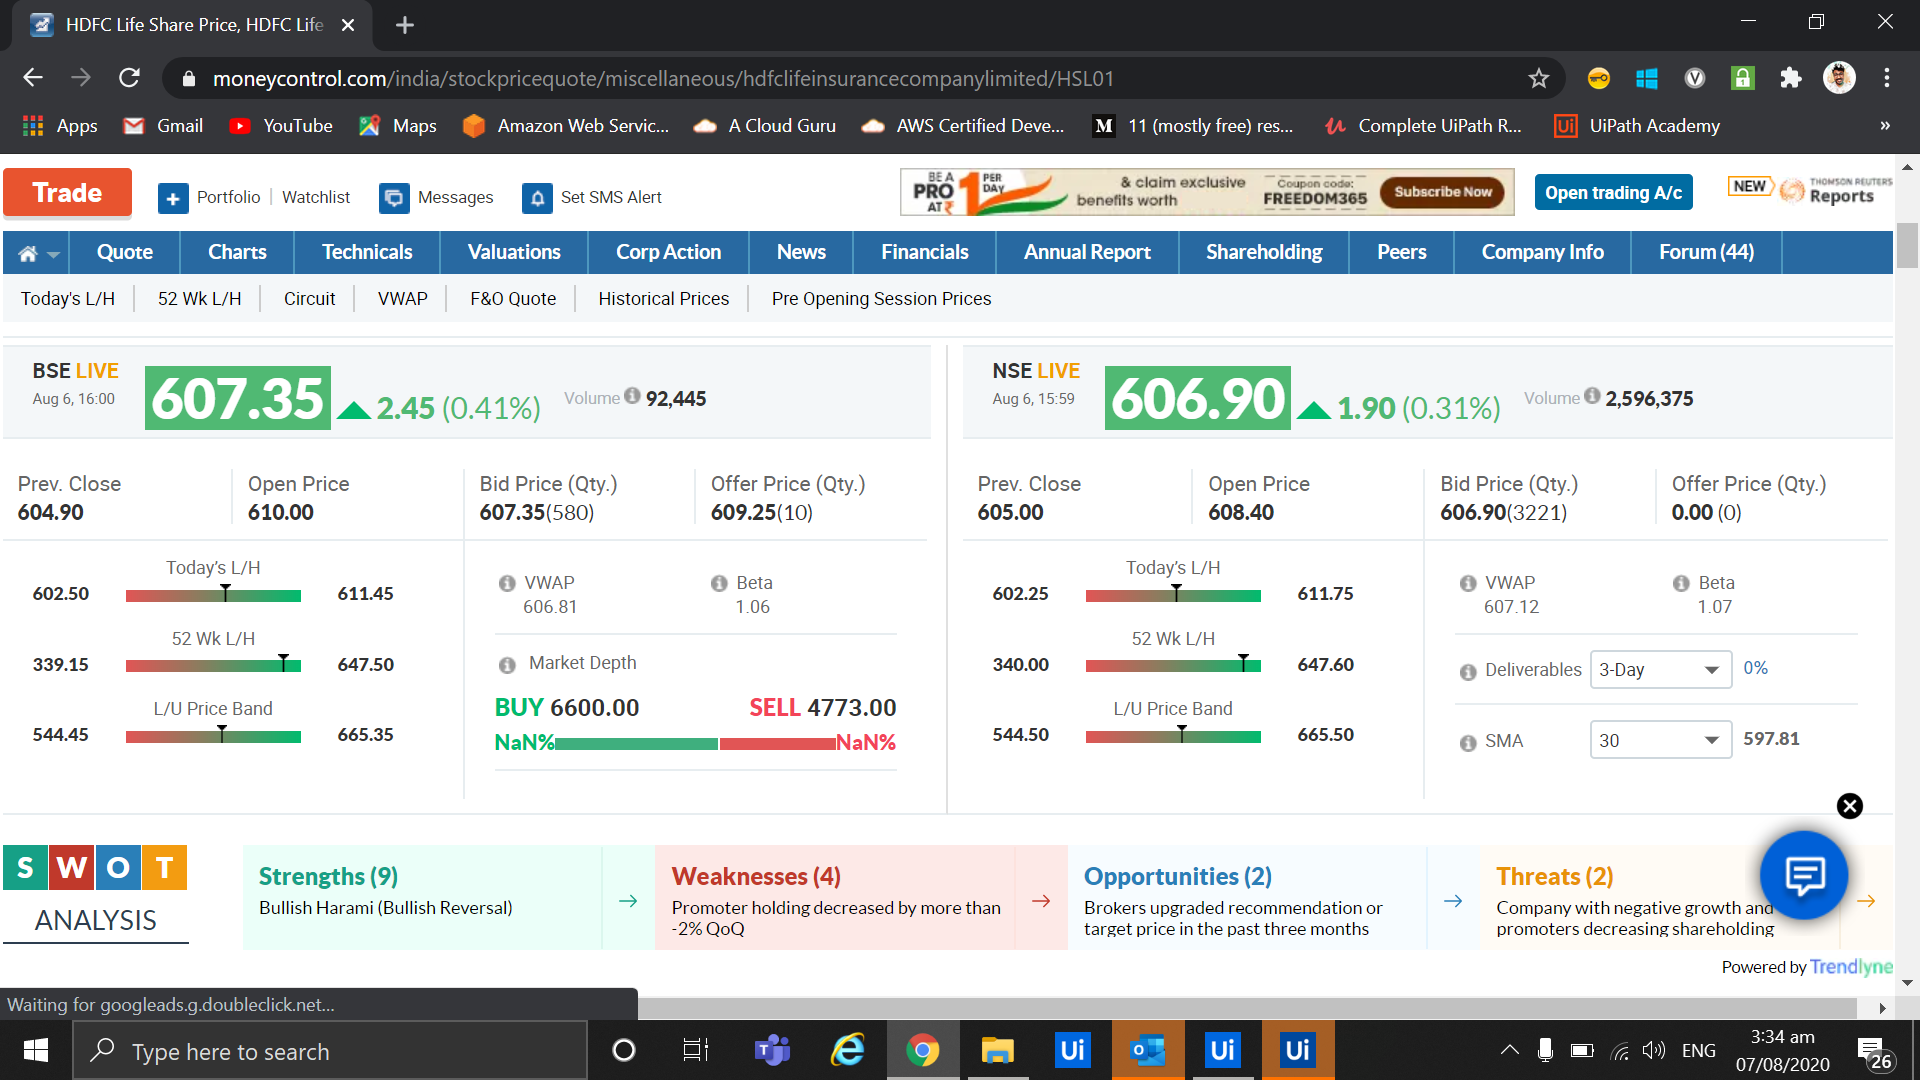 HDFC Life Share Price, HDFC Life
moneycontrol.com/india/stockpricequote/miscellaneous/hdfclifeinsurancecompanylimited/HSL01
Apps Gmail YouTube Maps Amazon Web Servic... A Cloud Guru AWS Certified Deve... M 11 (mostly free) res... Complete UiPath R... Ui UiPath Academy »
Trade
Portfolio | Watchlist Messages Set SMS Alert
BE A PRO AT ₹1 PER DAY
& claim exclusive
benefits worth
Coupon code:
FREEDOM365
Subscribe Now
Open trading A/c
NEW THOMSON REUTERS
Reports
Quote Charts Technicals Valuations Corp Action News Financials Annual Report Shareholding Peers Company Info Forum (44)
Today's L/H 52 Wk L/H Circuit VWAP F&O Quote Historical Prices Pre Opening Session Prices
BSE LIVE
Aug 6, 16:00
607.35 2.45 (0.41%) Volume 92,445
Prev. Close
604.90
Open Price
610.00
Bid Price (Qty.)
607.35(580)
Offer Price (Qty.)
609.25(10)
Today's L/H
602.50 611.45
52 Wk L/H
339.15 647.50
L/U Price Band
544.45 665.35
VWAP
606.81
Beta
1.06
Market Depth
BUY 6600.00 SELL 4773.00
NaN% NaN%
NSE LIVE
Aug 6, 15:59
606.90 1.90 (0.31%) Volume 2,596,375
Prev. Close
605.00
Open Price
608.40
Bid Price (Qty.)
606.90(3221)
Offer Price (Qty.)
0.00 (0)
Today's L/H
602.25 611.75
52 Wk L/H
340.00 647.60
L/U Price Band
544.50 665.50
VWAP
607.12
Beta
1.07
Deliverables 3-Day 0%
SMA 30 597.81
SWOT
ANALYSIS
Strengths (9)
Bullish Harami (Bullish Reversal)
Weaknesses (4)
Promoter holding decreased by more than
-2% QoQ
Opportunities (2)
Brokers upgraded recommendation or
target price in the past three months
Threats (2)
Company with negative growth and
promoters decreasing shareholding
Powered by Trendlyne
Waiting for googleads.g.doubleclick.net...
Type here to search
Ui Ui Ui
ENG
3:34 am
07/08/2020
26